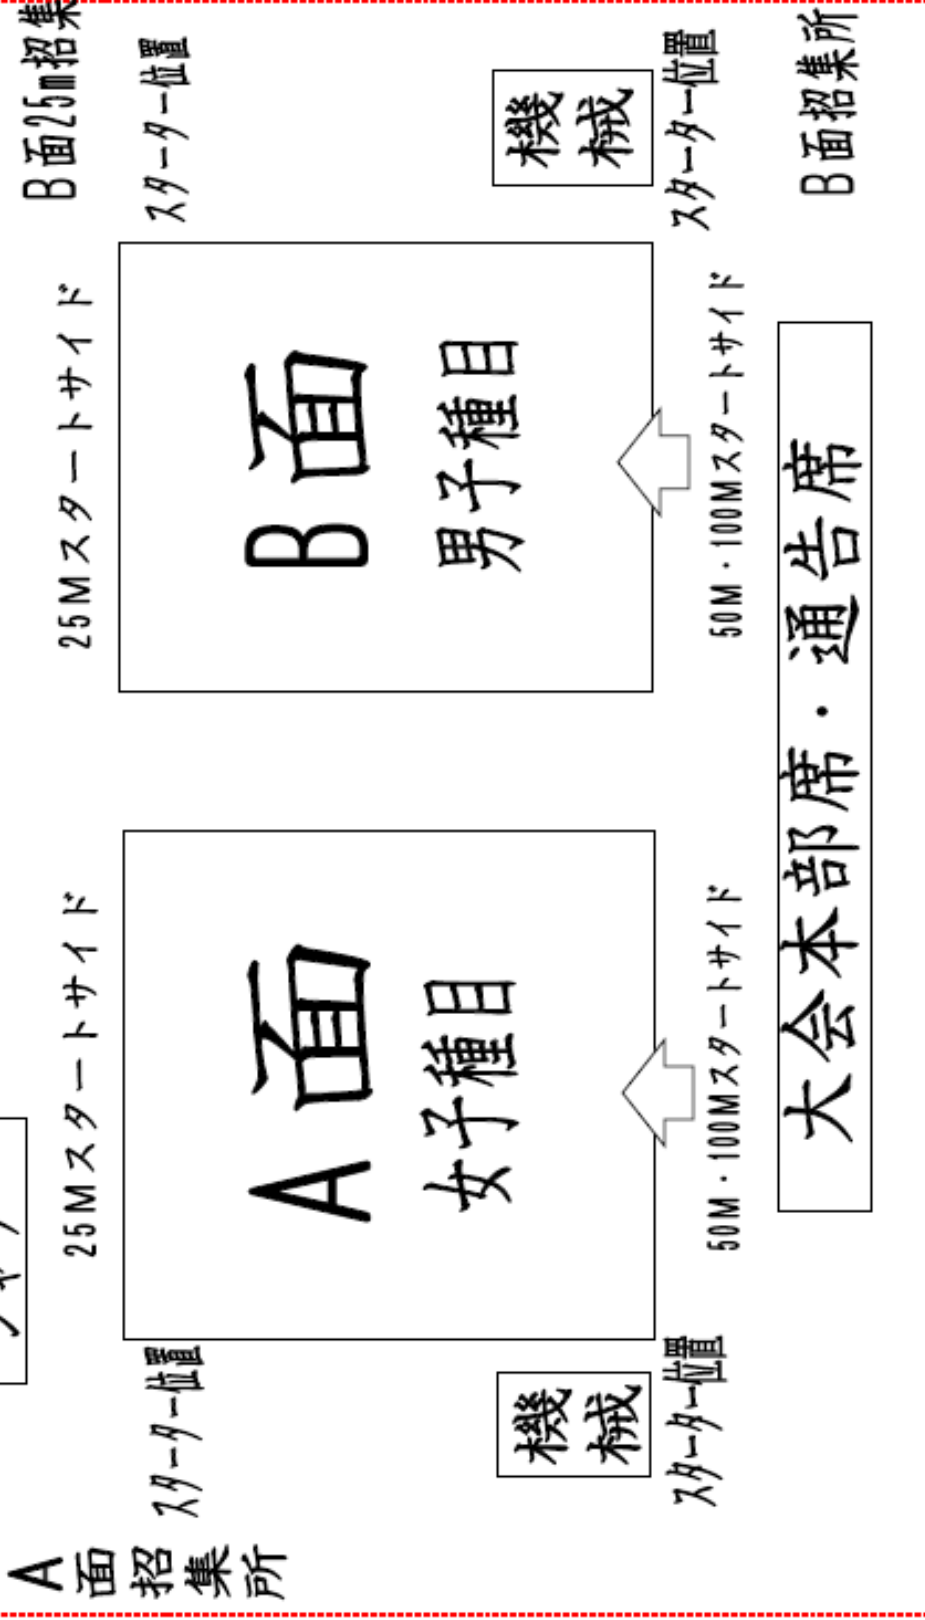 B面25m招集
スターター位置
機械
スターター位置
B面招集所
25Mスタートサイド
B面
男子種目
50M・100Mスタートサイド
25Mスタートサイド
A面
女子種目
50M・100Mスタートサイド
大会本部席・通告席
スターター位置
機械
スターター位置
A面招集所